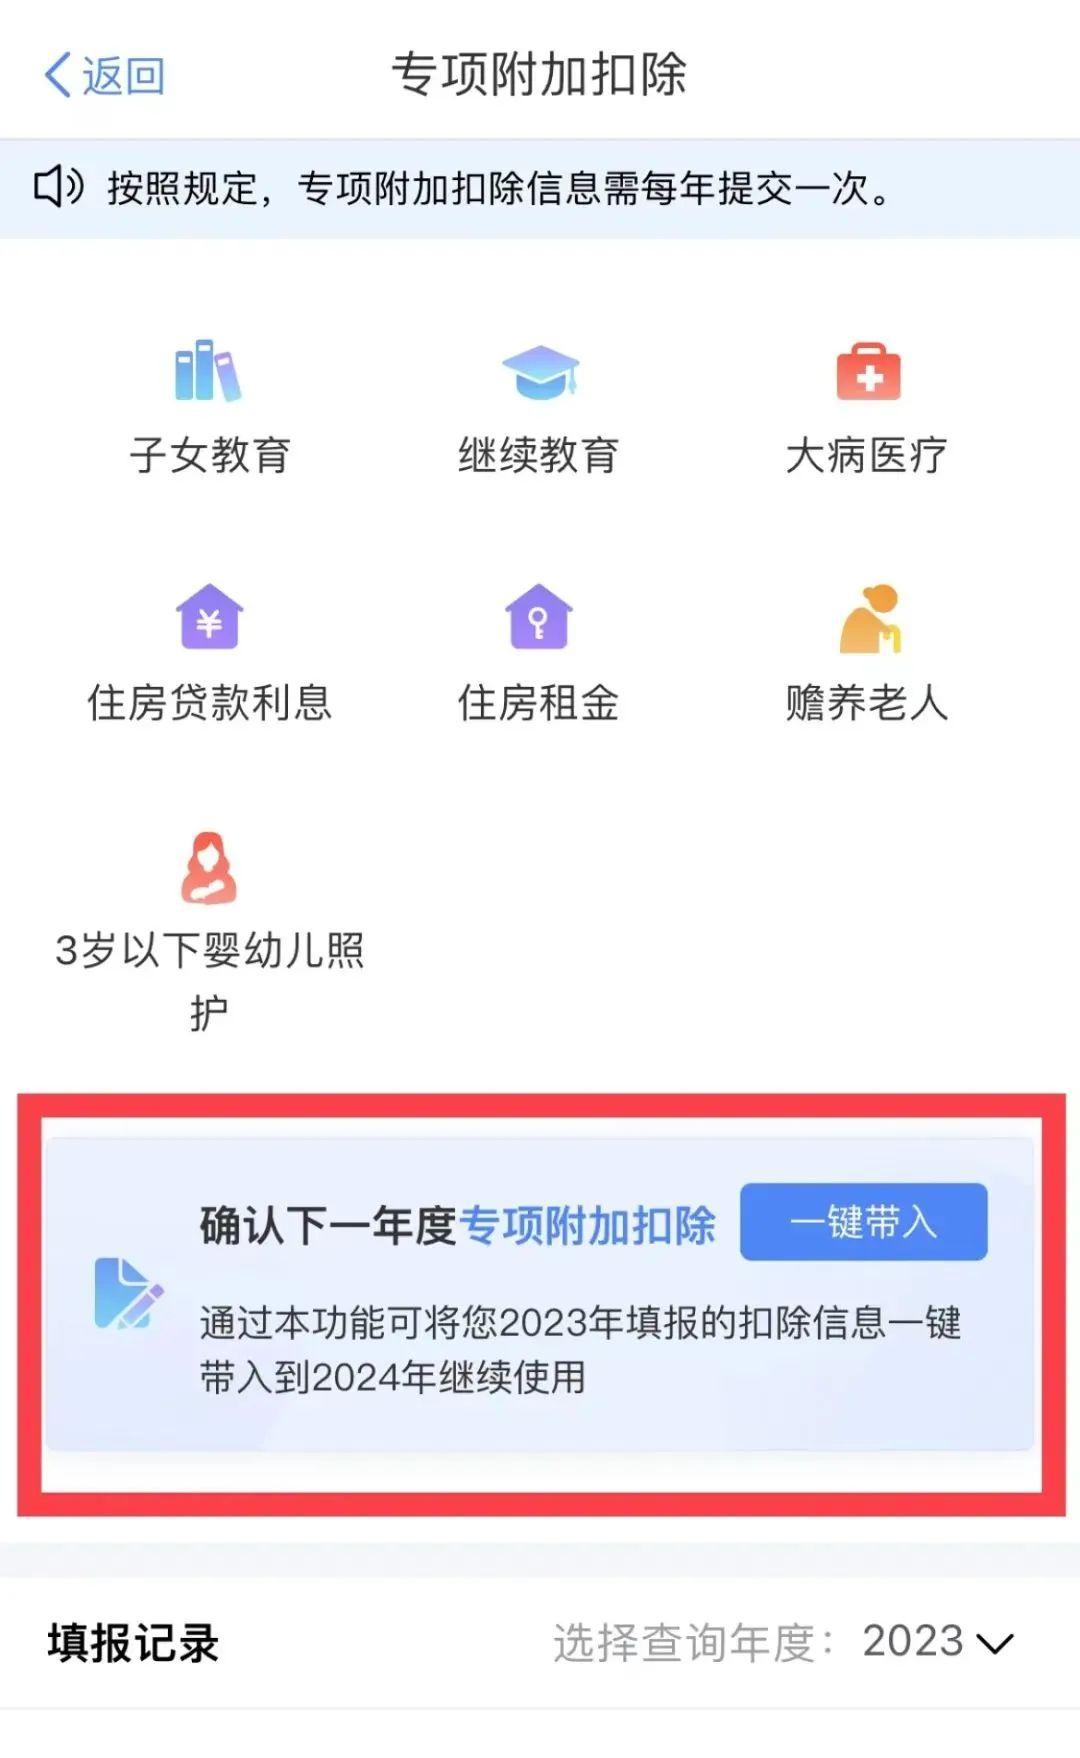 返回
专项附加扣除
按照规定，专项附加扣除信息需每年提交一次。
子女教育
继续教育
大病医疗
¥
住房贷款利息
住房租金
赡养老人
3岁以下婴幼儿照
护
确认下一年度专项附加扣除
一键带入
通过本功能可将您2023年填报的扣除信息一键
带入到2024年继续使用
填报记录
选择查询年度：2023